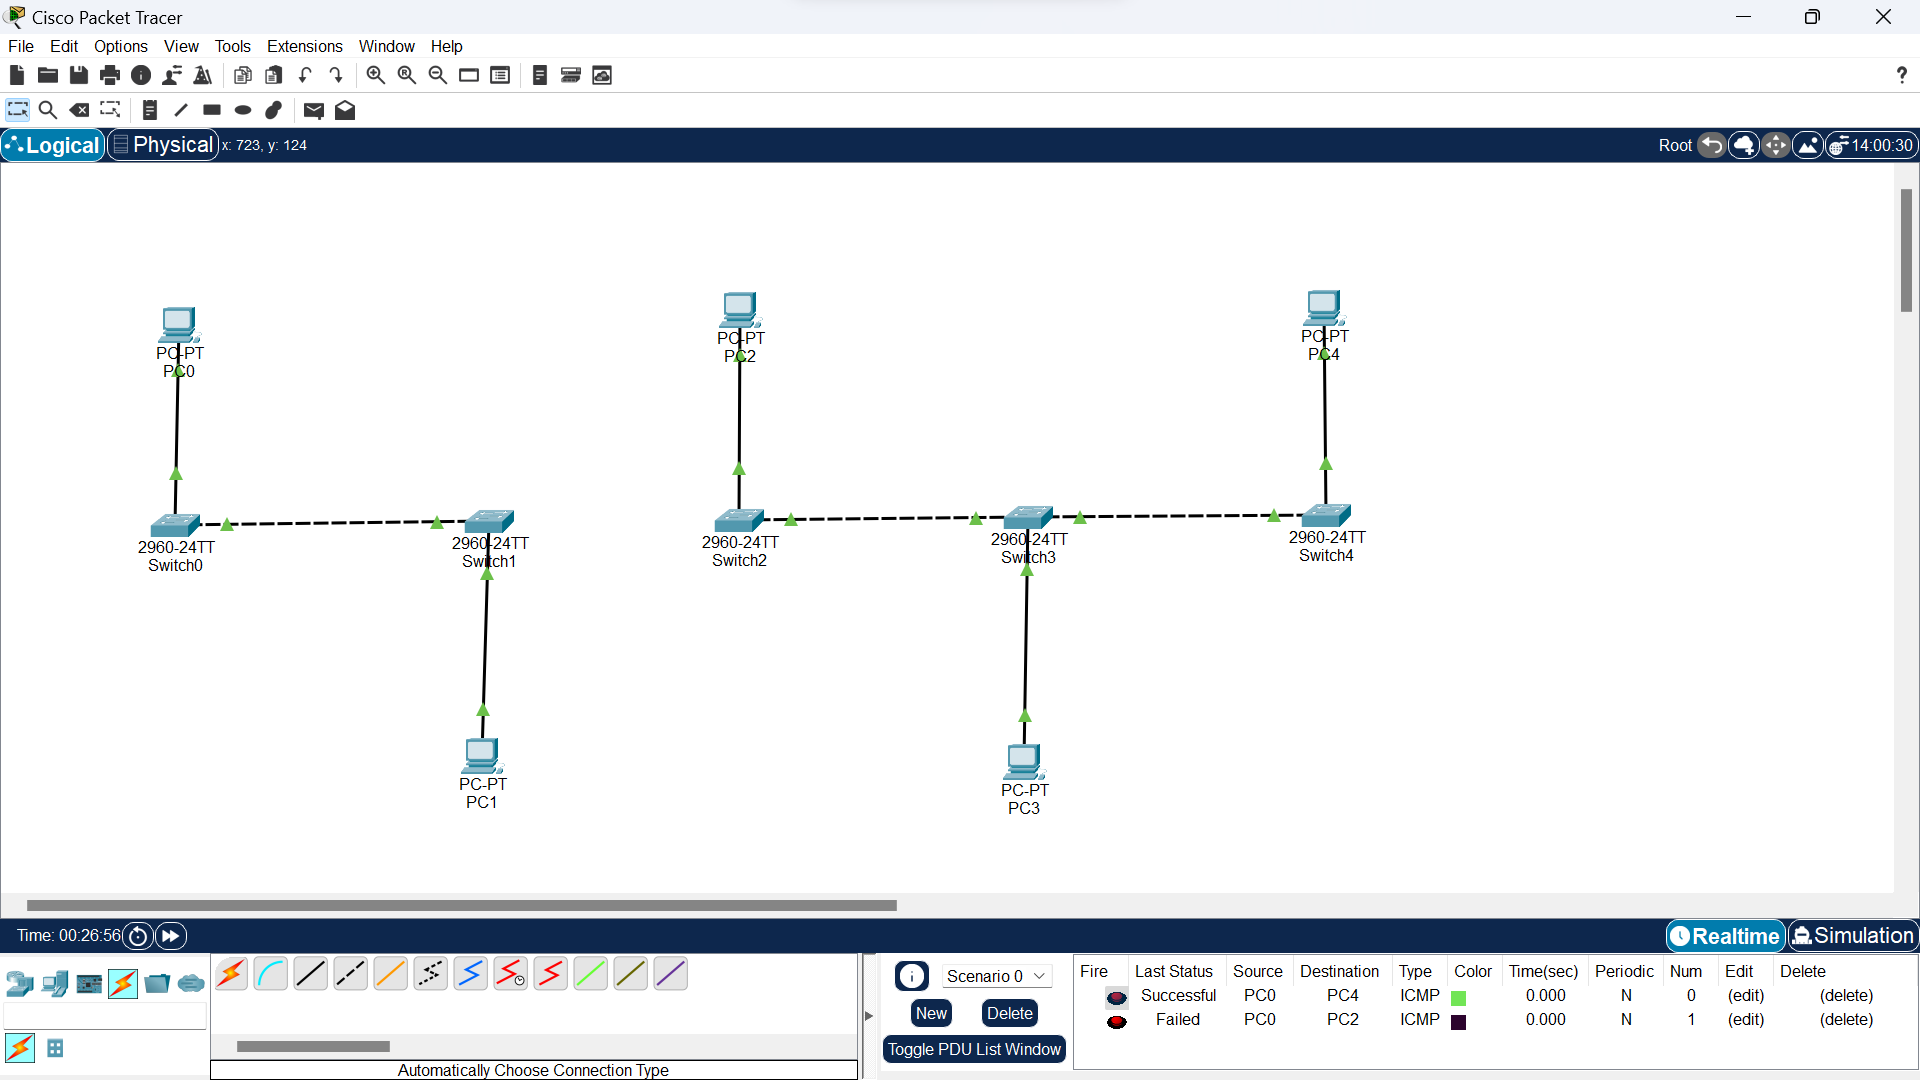 Cisco Packet Tracer
File Edit Options View Tools Extensions Window Help
?
Logical Physical x: 723, y: 124 Root 14:00:30
PC-PT
PC0
PC-PT
PC2
PC-PT
PC4
2960-24TT
Switch0
2960-24TT
Switch1
2960-24TT
Switch2
2960-24TT
Switch3
2960-24TT
Switch4
PC-PT
PC1
PC-PT
PC3
Time: 00:26:56 Realtime Simulation
Scenario 0
New Delete
Toggle PDU List Window
Fire Last Status Source Destination Type Color Time(sec) Periodic Num Edit Delete
Successful PC0 PC4 ICMP 0.000 N 0 (edit) (delete)
Failed PC0 PC2 ICMP 0.000 N 1 (edit) (delete)
Automatically Choose Connection Type